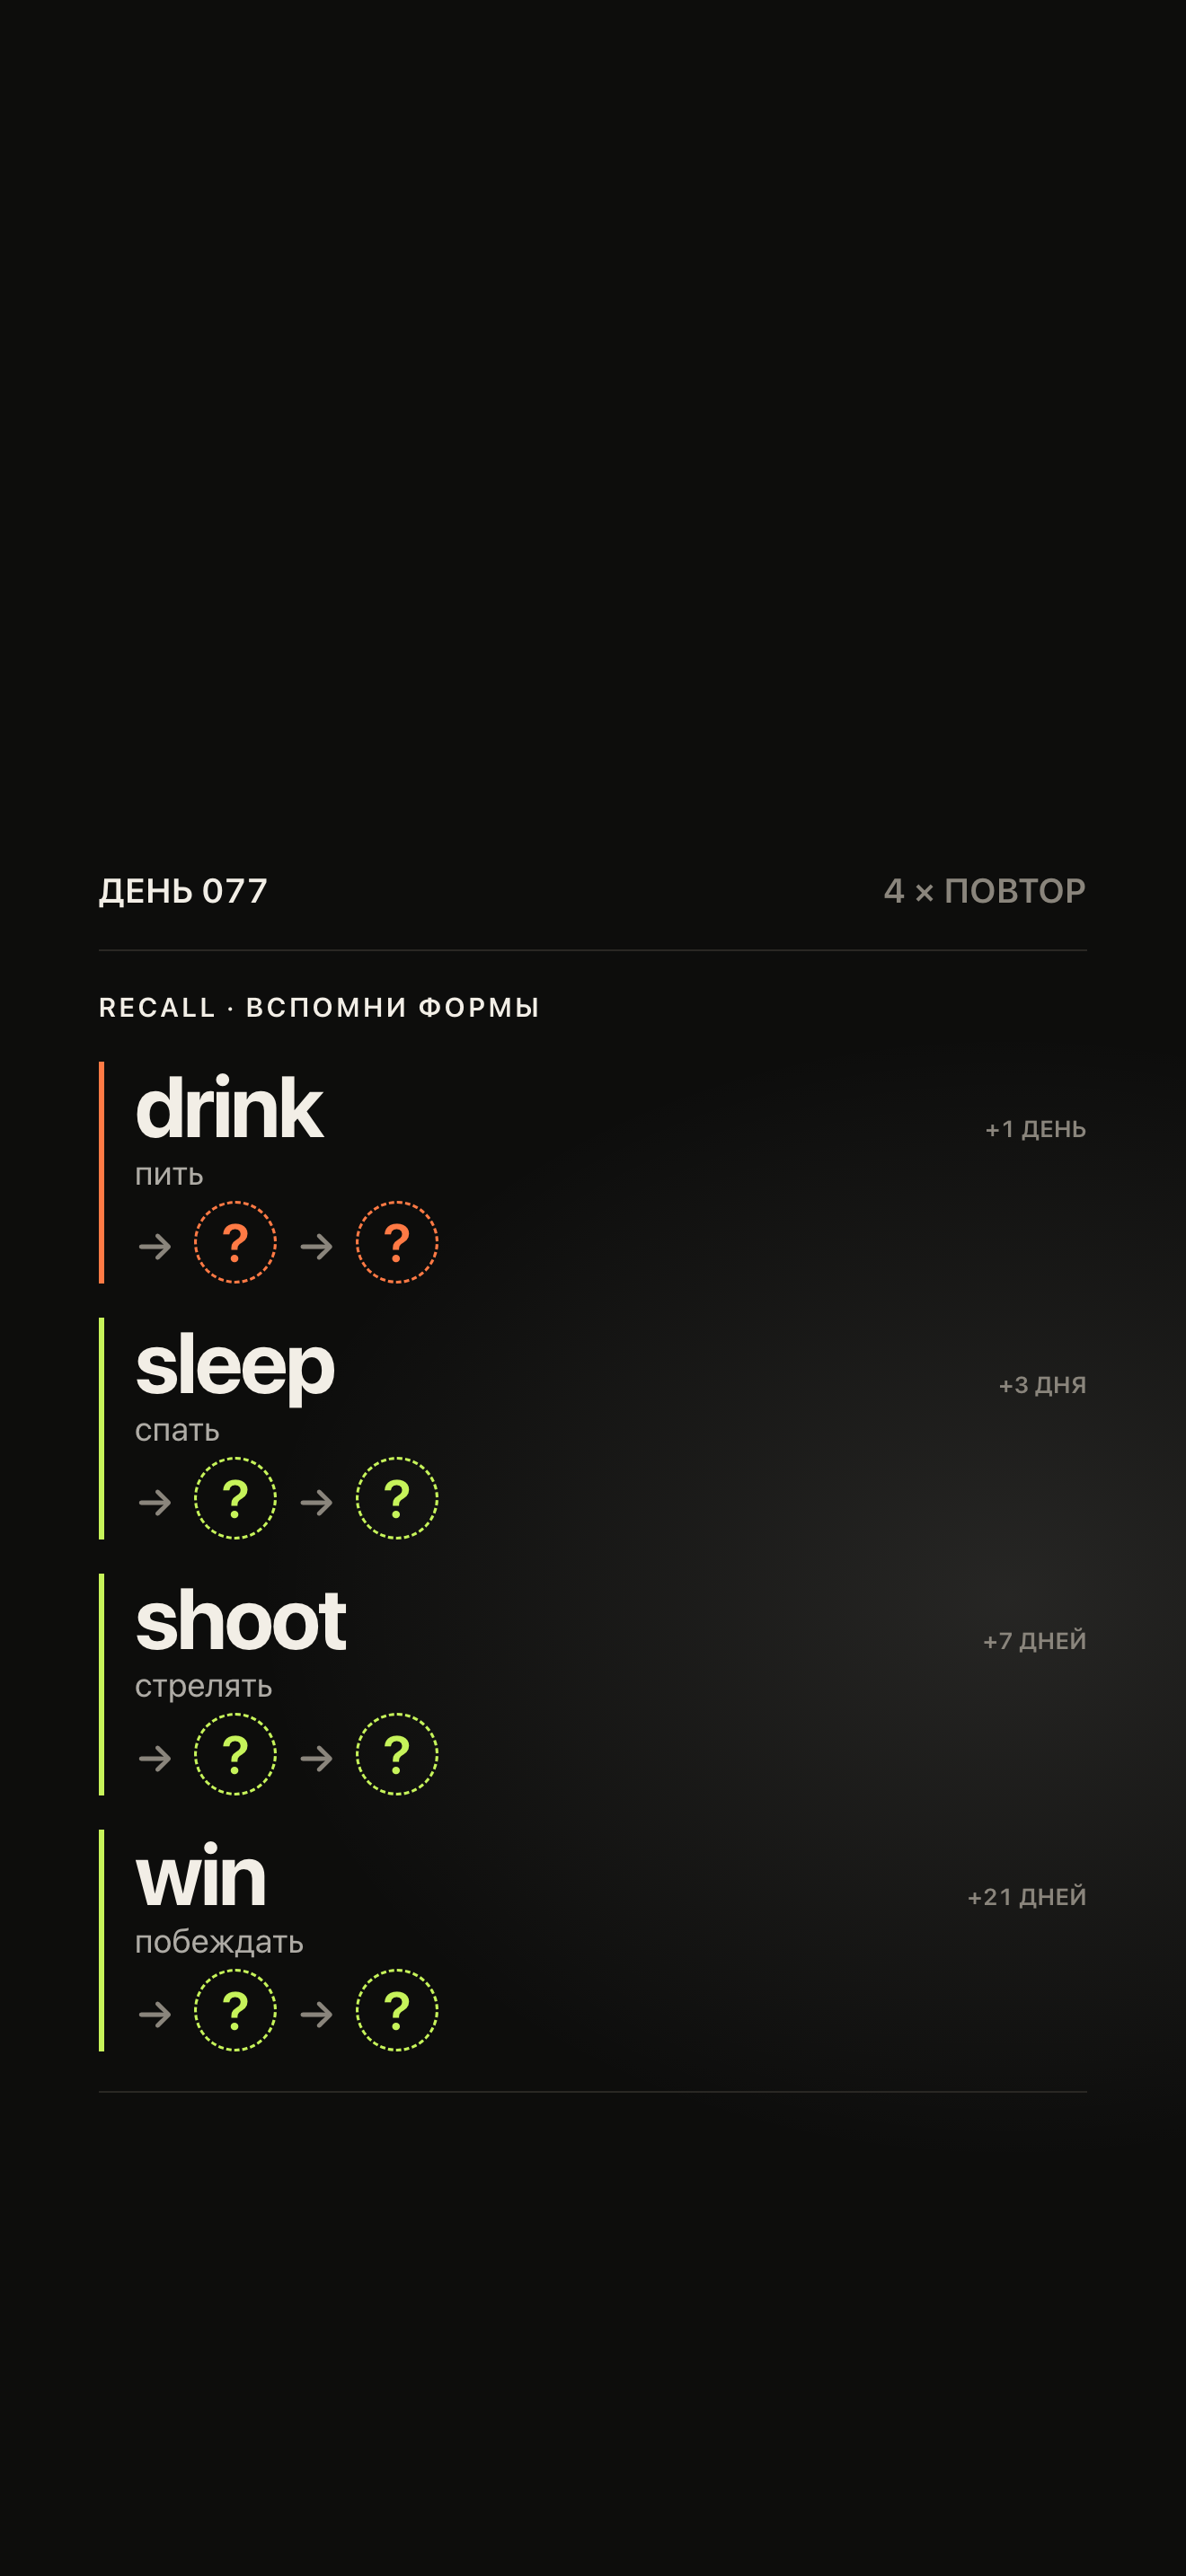 ДЕНЬ 077
4 × ПОВТОР
RECALL · ВСПОМНИ ФОРМЫ
drink
+1 ДЕНЬ
пить
→ ? → ?
sleep
+3 ДНЯ
спать
→ ? → ?
shoot
+7 ДНЕЙ
стрелять
→ ? → ?
win
+21 ДНЕЙ
побеждать
→ ? → ?